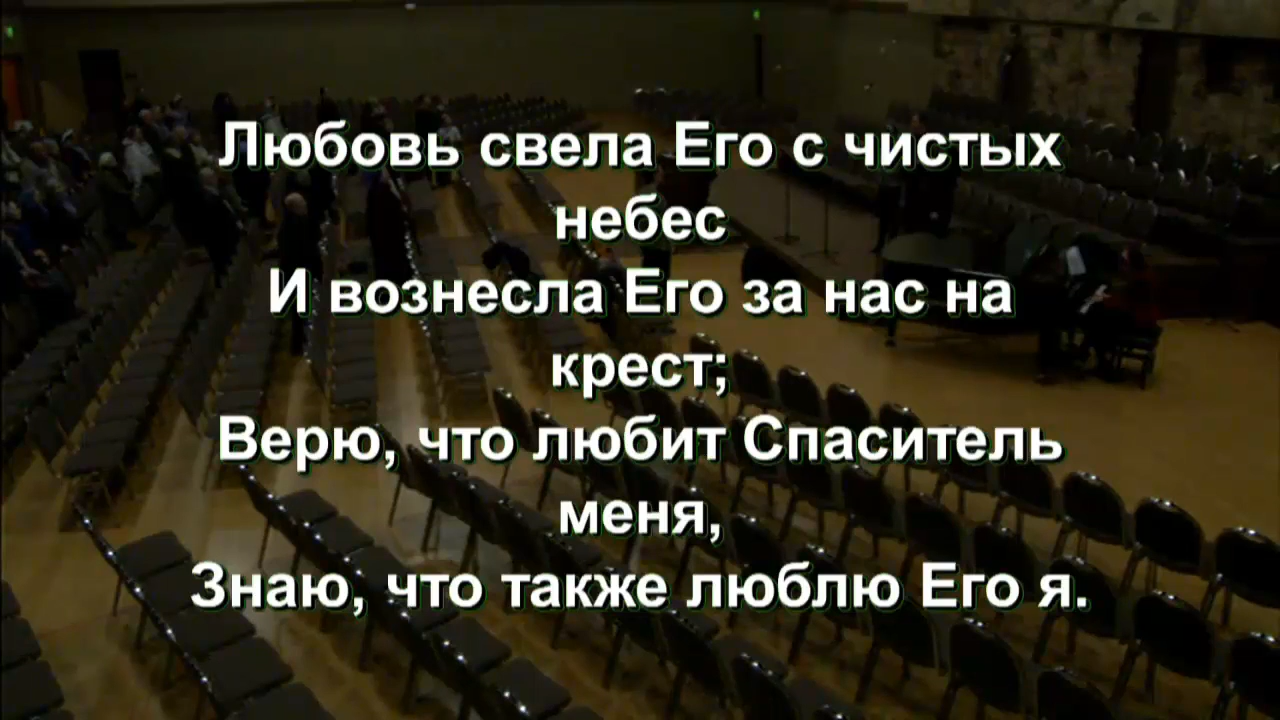 Любовь свела Его с чистых
небес
И вознесла Его за нас на
крест;
Верю, что любит Спаситель
меня,
Знаю, что также люблю Его я.